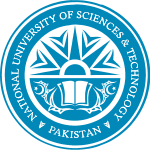 NATIONAL UNIVERSITY OF SCIENCES & TECHNOLOGY
PAKISTAN